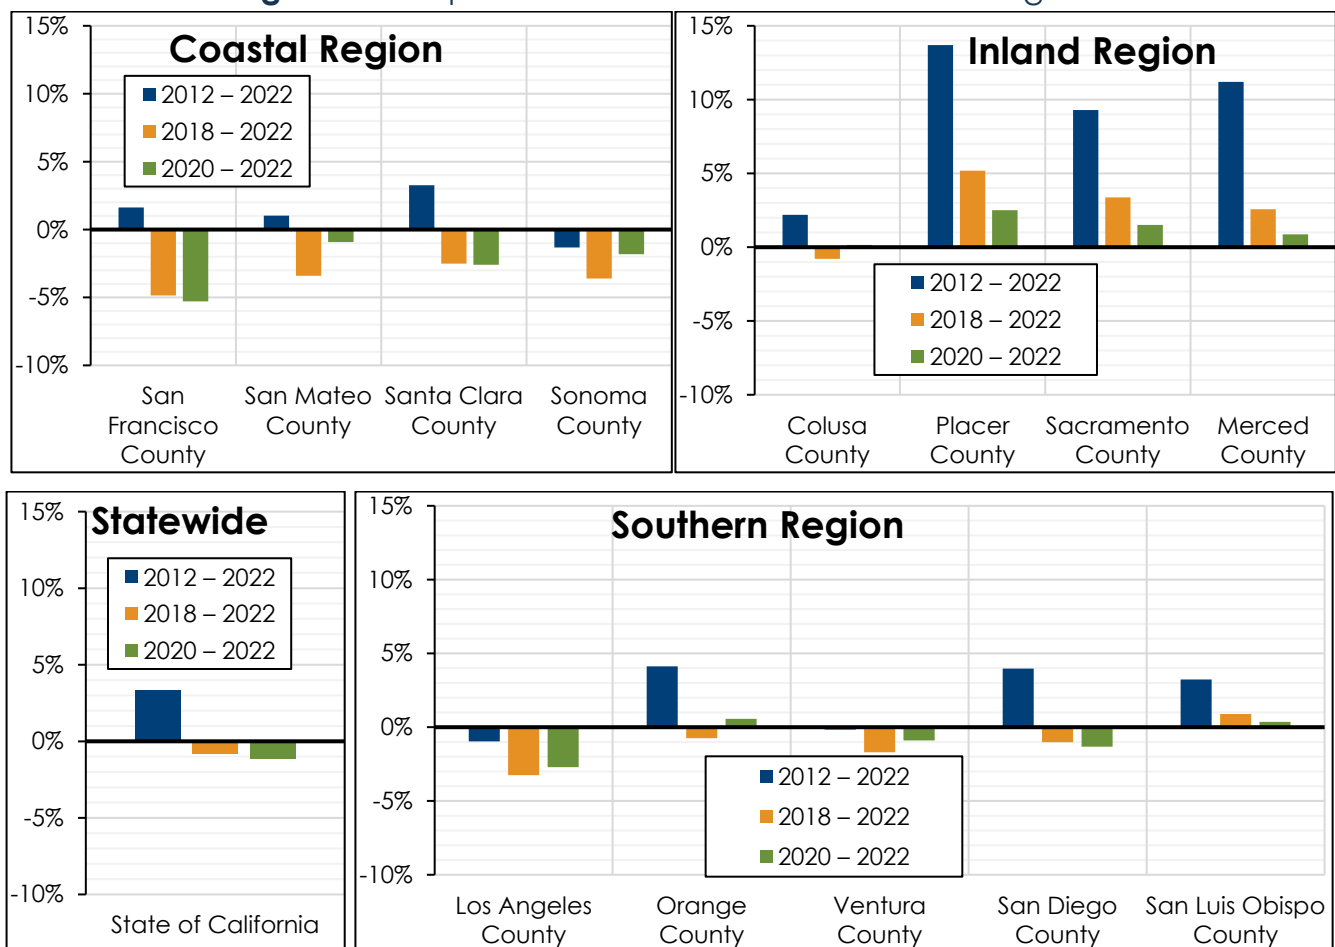 15%
10%
5%
0%
-5%
-10%
Coastal Region
2012 – 2022
2018 – 2022
2020 – 2022
San
Francisco
County
San Mateo
County
Santa Clara
County
Sonoma
County
15%
10%
5%
0%
-5%
-10%
Inland Region
2012 – 2022
2018 – 2022
2020 – 2022
Colusa
County
Placer
County
Sacramento
County
Merced
County
15%
10%
5%
0%
-5%
-10%
Statewide
2012 – 2022
2018 – 2022
2020 – 2022
State of California
15%
10%
5%
0%
-5%
-10%
Southern Region
2012 – 2022
2018 – 2022
2020 – 2022
Los Angeles
County
Orange
County
Ventura
County
San Diego
County
San Luis Obispo
County